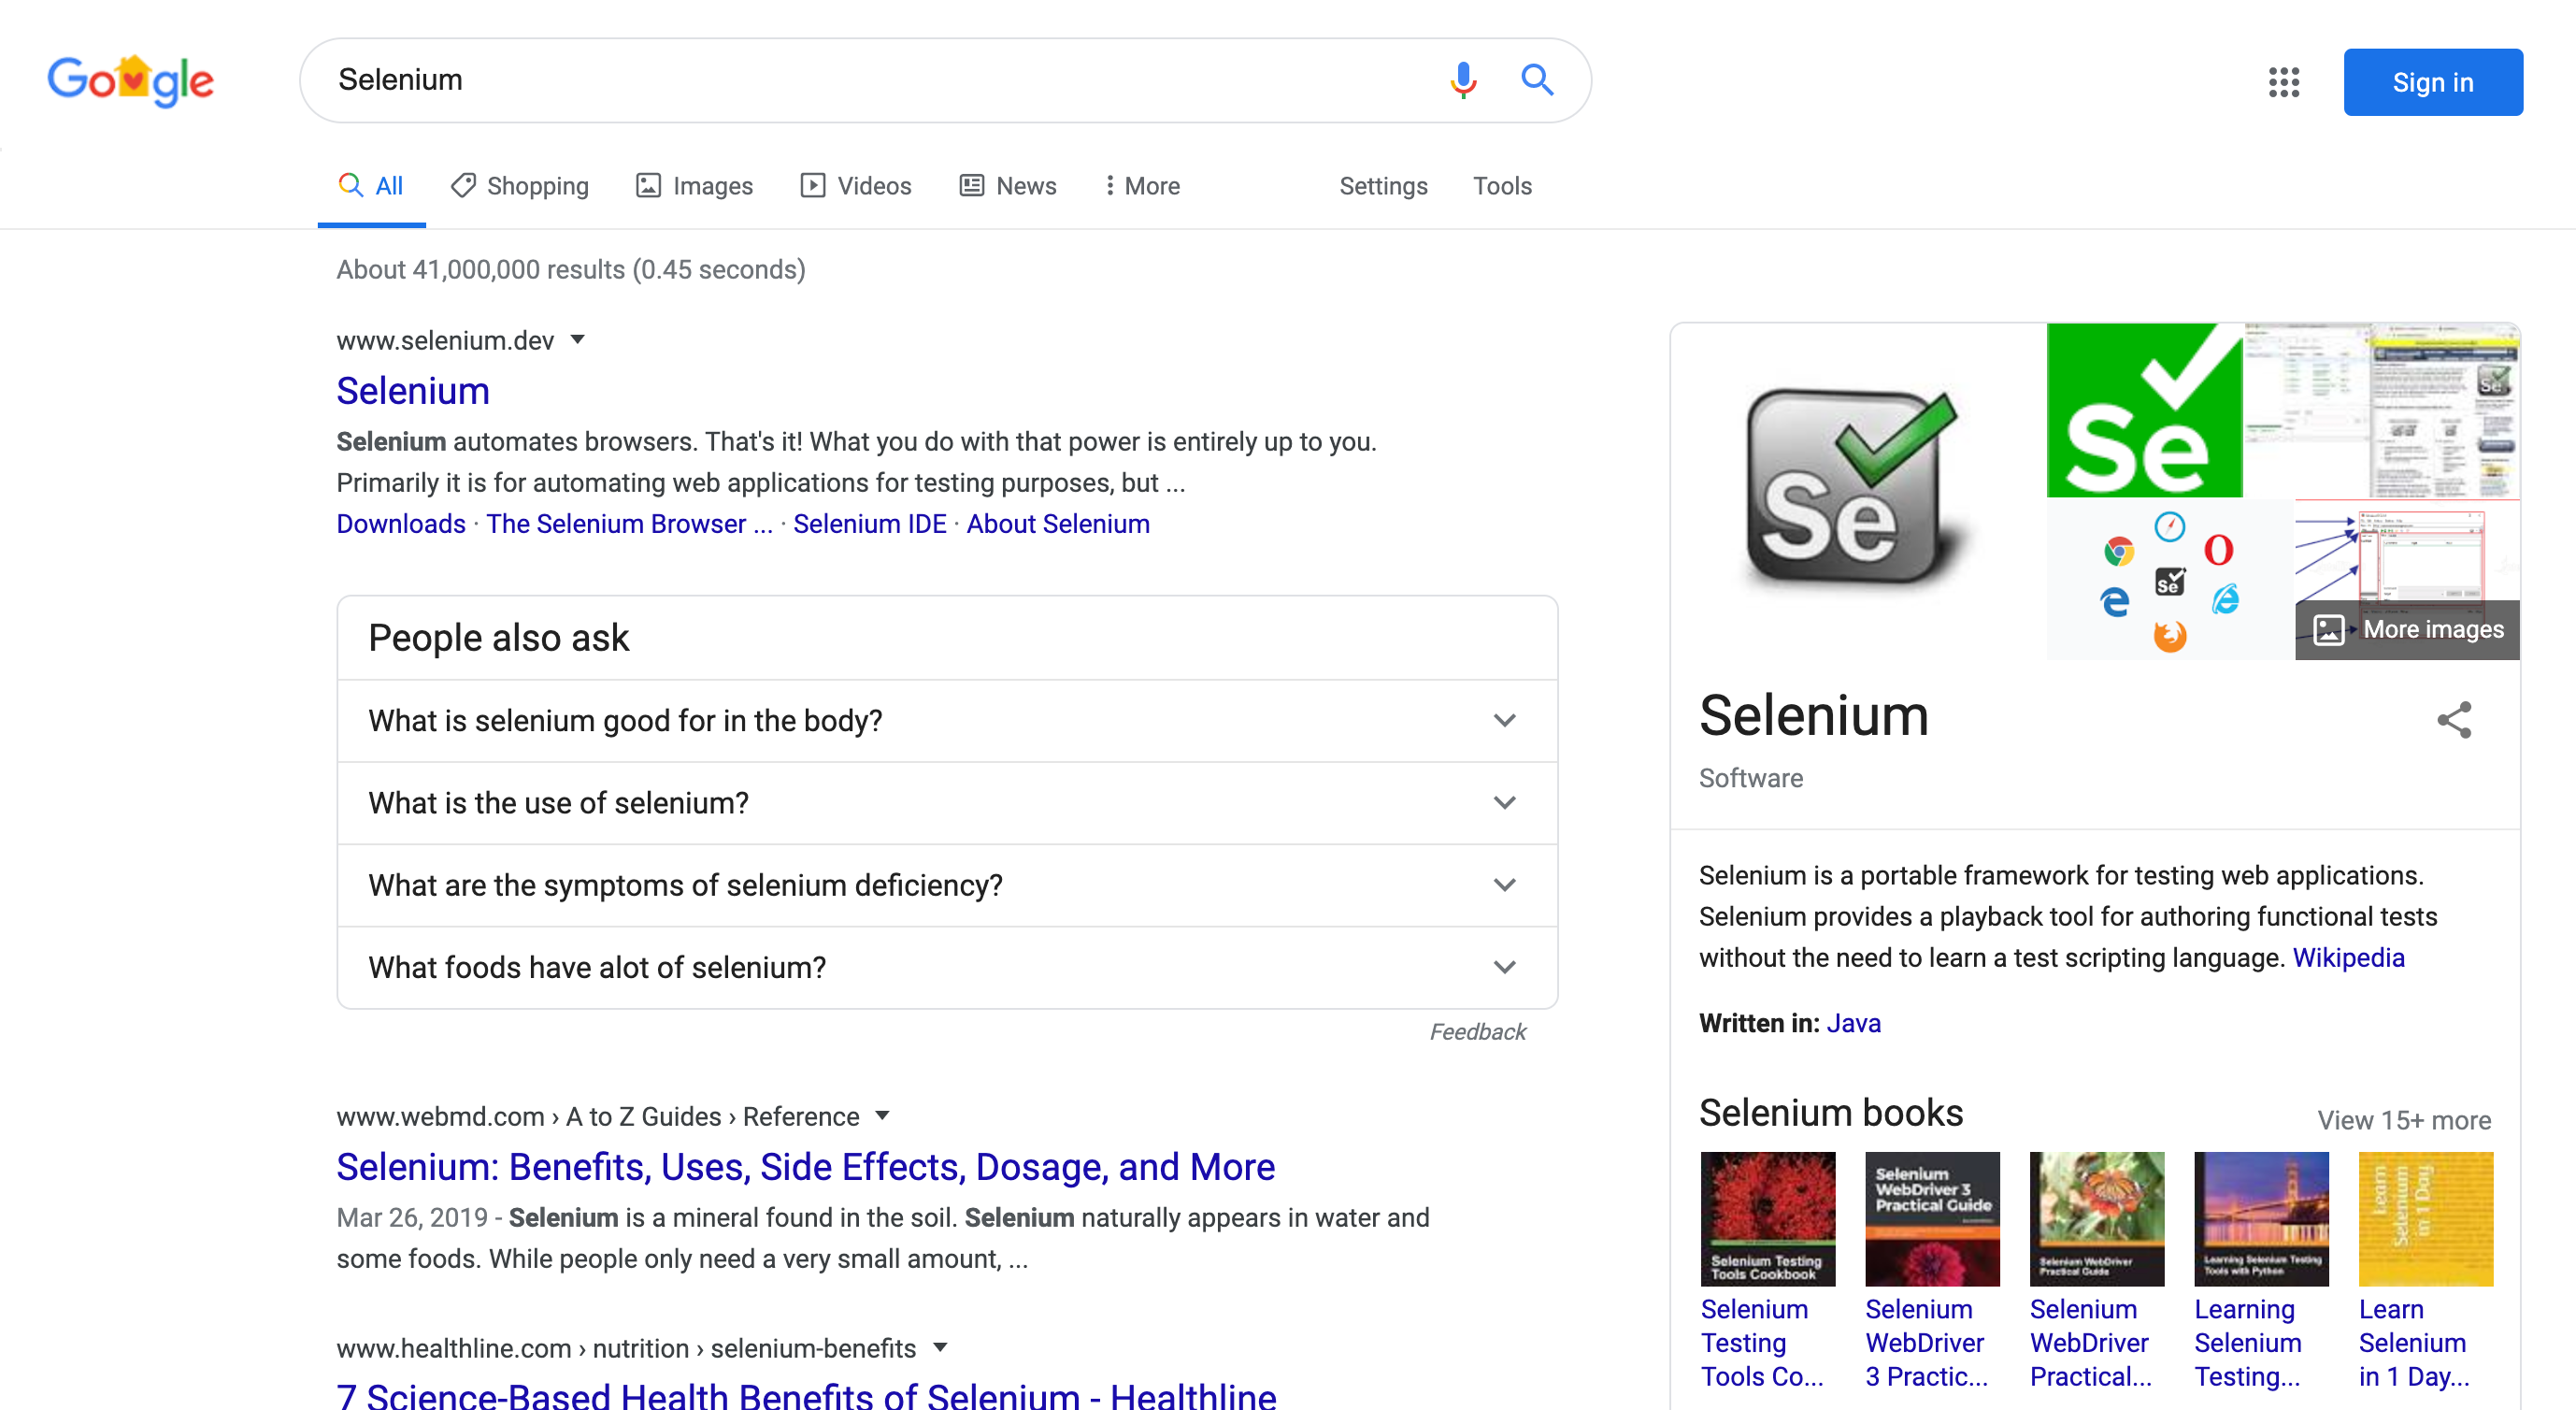 Google
Selenium
Sign in
All
Shopping
Images
Videos
News
More
Settings
Tools
About 41,000,000 results (0.45 seconds)
www.selenium.dev
Selenium
Selenium automates browsers. That's it! What you do with that power is entirely up to you.
Primarily it is for automating web applications for testing purposes, but ...
Downloads · The Selenium Browser ... · Selenium IDE · About Selenium
People also ask
What is selenium good for in the body?
What is the use of selenium?
What are the symptoms of selenium deficiency?
What foods have alot of selenium?
Feedback
www.webmd.com › A to Z Guides › Reference
Selenium: Benefits, Uses, Side Effects, Dosage, and More
Mar 26, 2019 - Selenium is a mineral found in the soil. Selenium naturally appears in water and
some foods. While people only need a very small amount, ...
www.healthline.com › nutrition › selenium-benefits
7 Science-Based Health Benefits of Selenium - Healthline
Se
Se
Se
Se
More images
Selenium
Software
Selenium is a portable framework for testing web applications.
Selenium provides a playback tool for authoring functional tests
without the need to learn a test scripting language. Wikipedia
Written in: Java
Selenium books
View 15+ more
Selenium Testing
Tools Cookbook
Selenium
WebDriver 3
Practical Guide
Selenium WebDriver
Practical Guide
Learning Selenium Testing
Tools with Python
Learn
Selenium
in 1 Day
Selenium
Testing
Tools Co...
Selenium
WebDriver
3 Practic...
Selenium
WebDriver
Practical...
Learning
Selenium
Testing...
Learn
Selenium
in 1 Day...